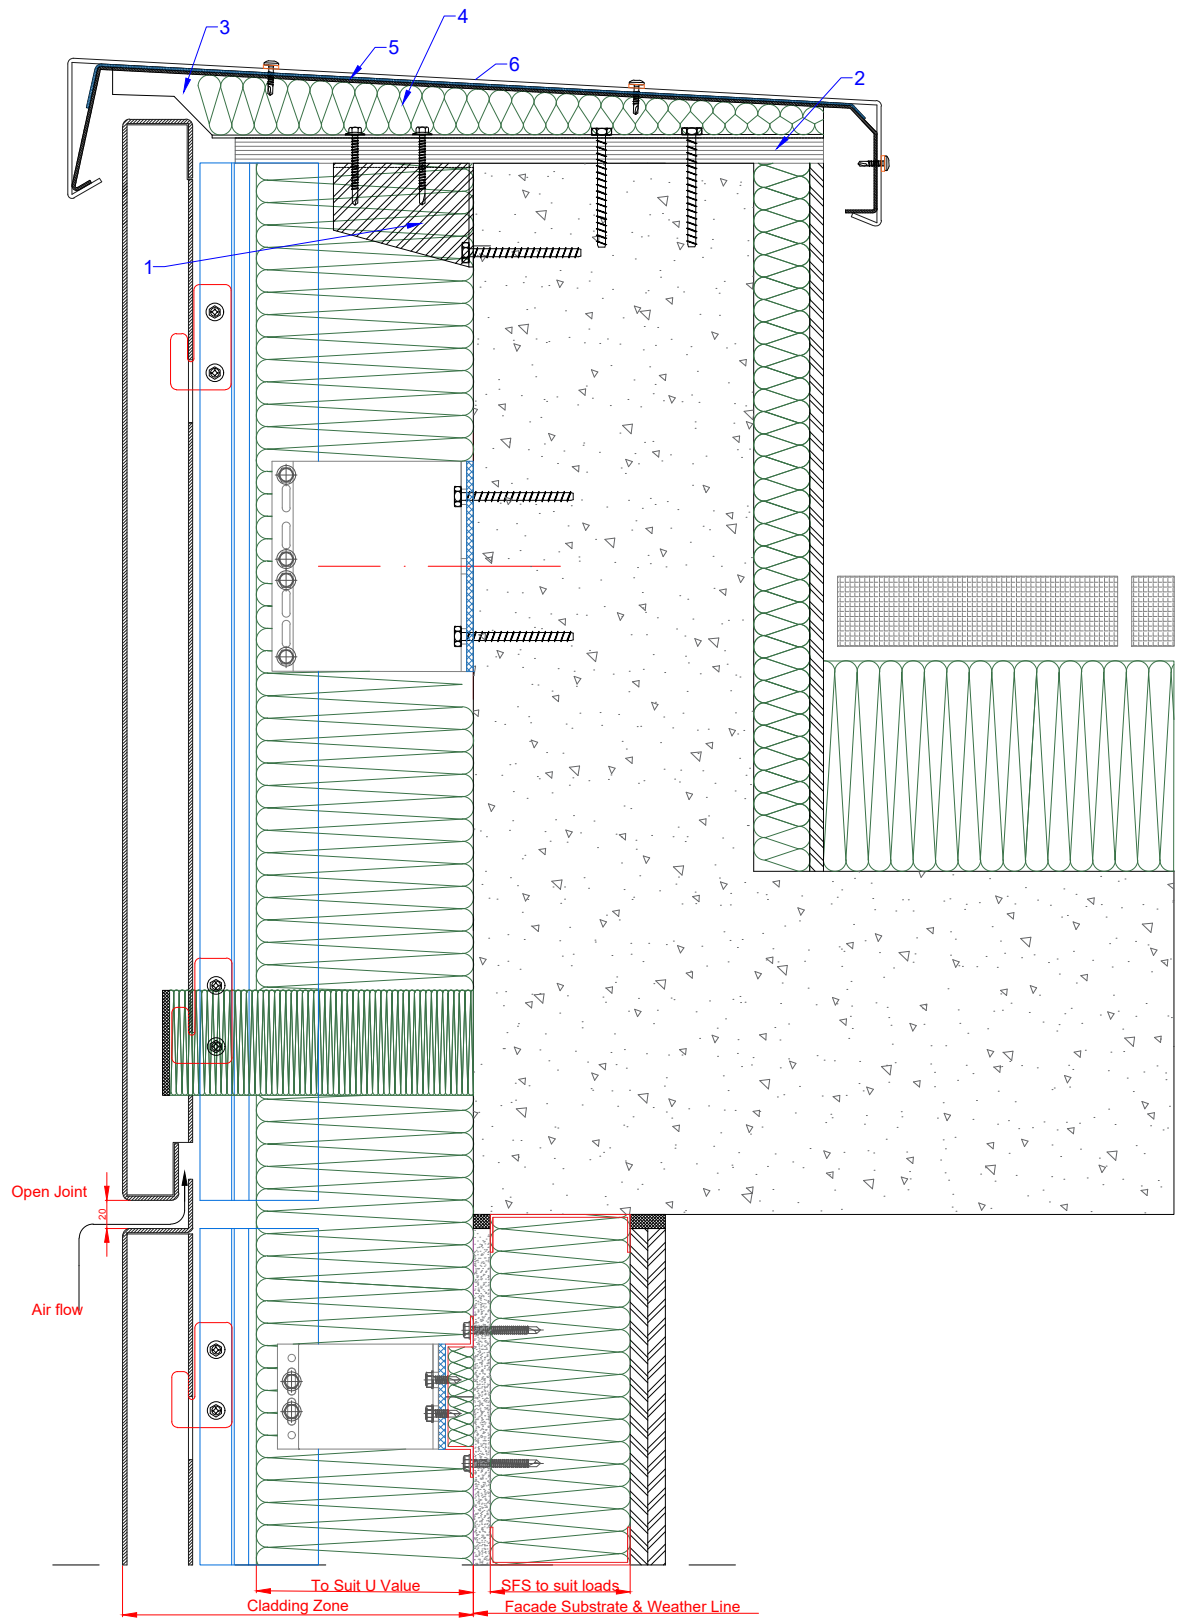 4
3
5
6
2
1
Open Joint
20
Air flow
To Suit U Value
SFS to suit loads
Cladding Zone
Facade Substrate & Weather Line